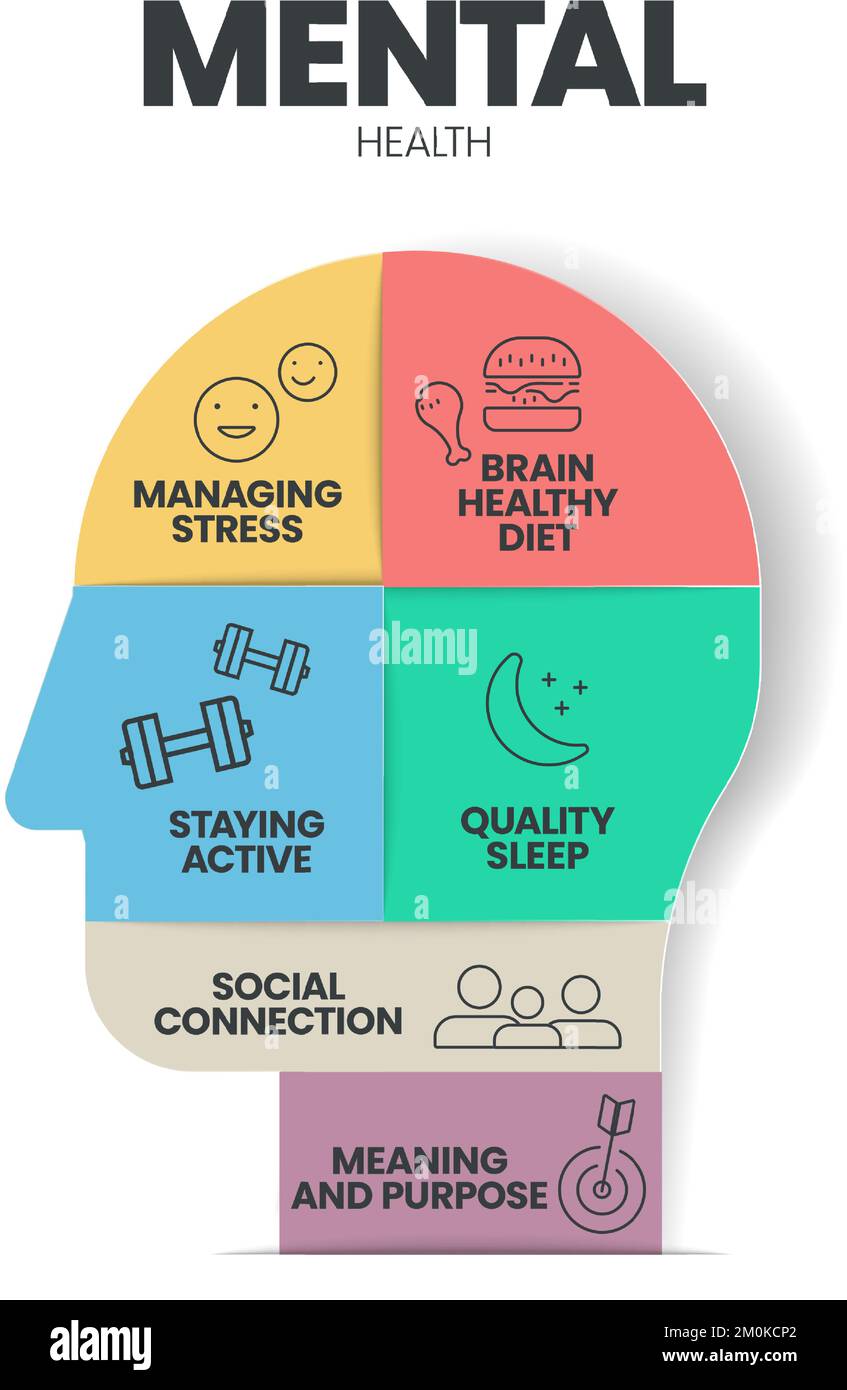 MENTAL
HEALTH
MANAGING
STRESS
BRAIN
HEALTHY
DIET
STAYING
ACTIVE
QUALITY
SLEEP
SOCIAL
CONNECTION
MEANING
AND PURPOSE
a
a
a
alamy
a
a
a
a
alamy
a
a
a
alamy
Image ID: 2M0KCP2
www.alamy.com